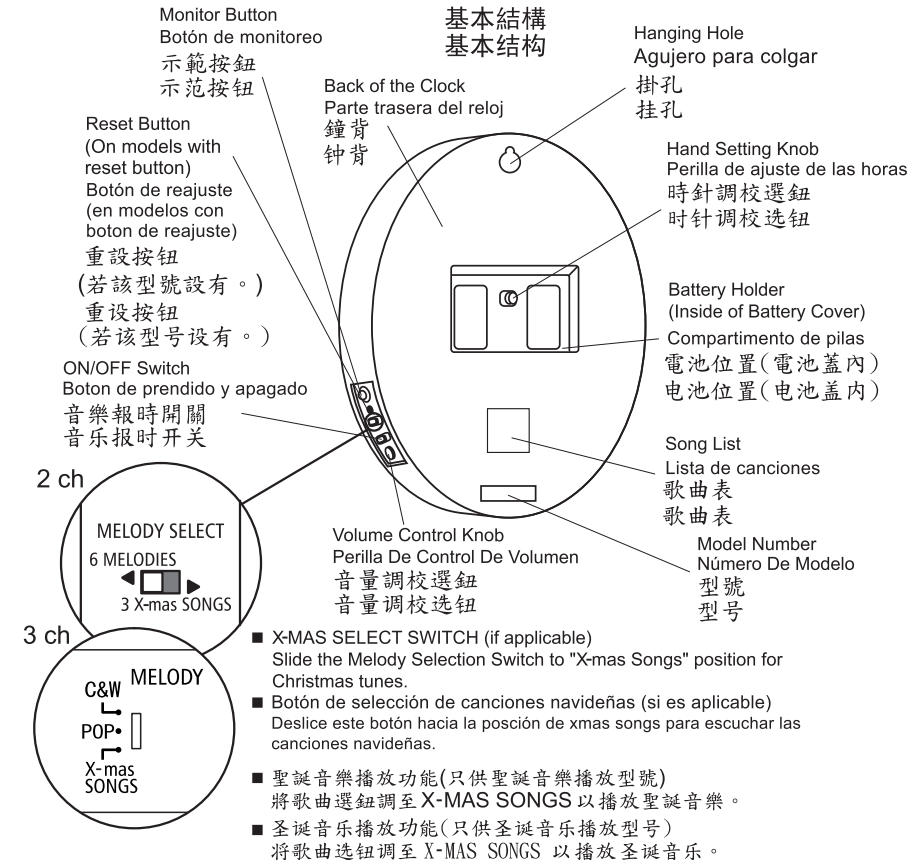 基本結構
基本结构
Monitor Button
Botón de monitoreo
示範按鈕
示范按钮
Back of the Clock
Parte trasera del reloj
鐘背
钟背
Hanging Hole
Agujero para colgar
掛孔
挂孔
Reset Button
(On models with
reset button)
Botón de reajuste
(en modelos con
boton de reajuste)
重設按钮
(若該型號設有。)
重设按钮
(若该型号设有。)
Hand Setting Knob
Perilla de ajuste de las horas
時針調校選鈕
时针调校选钮
Battery Holder
(Inside of Battery Cover)
Compartimento de pilas
電池位置(電池蓋內)
电池位置(电池盖内)
ON/OFF Switch
Boton de prendido y apagado
音樂報時開關
音乐报时开关
Song List
Lista de canciones
歌曲表
歌曲表
Volume Control Knob
Perilla De Control De Volumen
音量調校選鈕
音量调校选钮
Model Number
Número De Modelo
型號
型号
2 ch
MELODY SELECT
6 MELODIES
3 X-mas SONGS
3 ch
MELODY
C&W
POP
X-mas
SONGS
■ X-MAS SELECT SWITCH (if applicable)
Slide the Melody Selection Switch to "X-mas Songs" position for
Christmas tunes.
■ Botón de selección de canciones navideñas (si es aplicable)
Deslice este botón hacia la posción de xmas songs para escuchar las
canciones navideñas.
■ 聖誕音樂播放功能(只供聖誕音樂播放型號)
將歌曲選鈕調至X-MAS SONGS以播放聖誕音樂。
■ 圣诞音乐播放功能(只供圣诞音乐播放型号)
将歌曲选钮调至 X-MAS SONGS 以播放圣诞音乐。